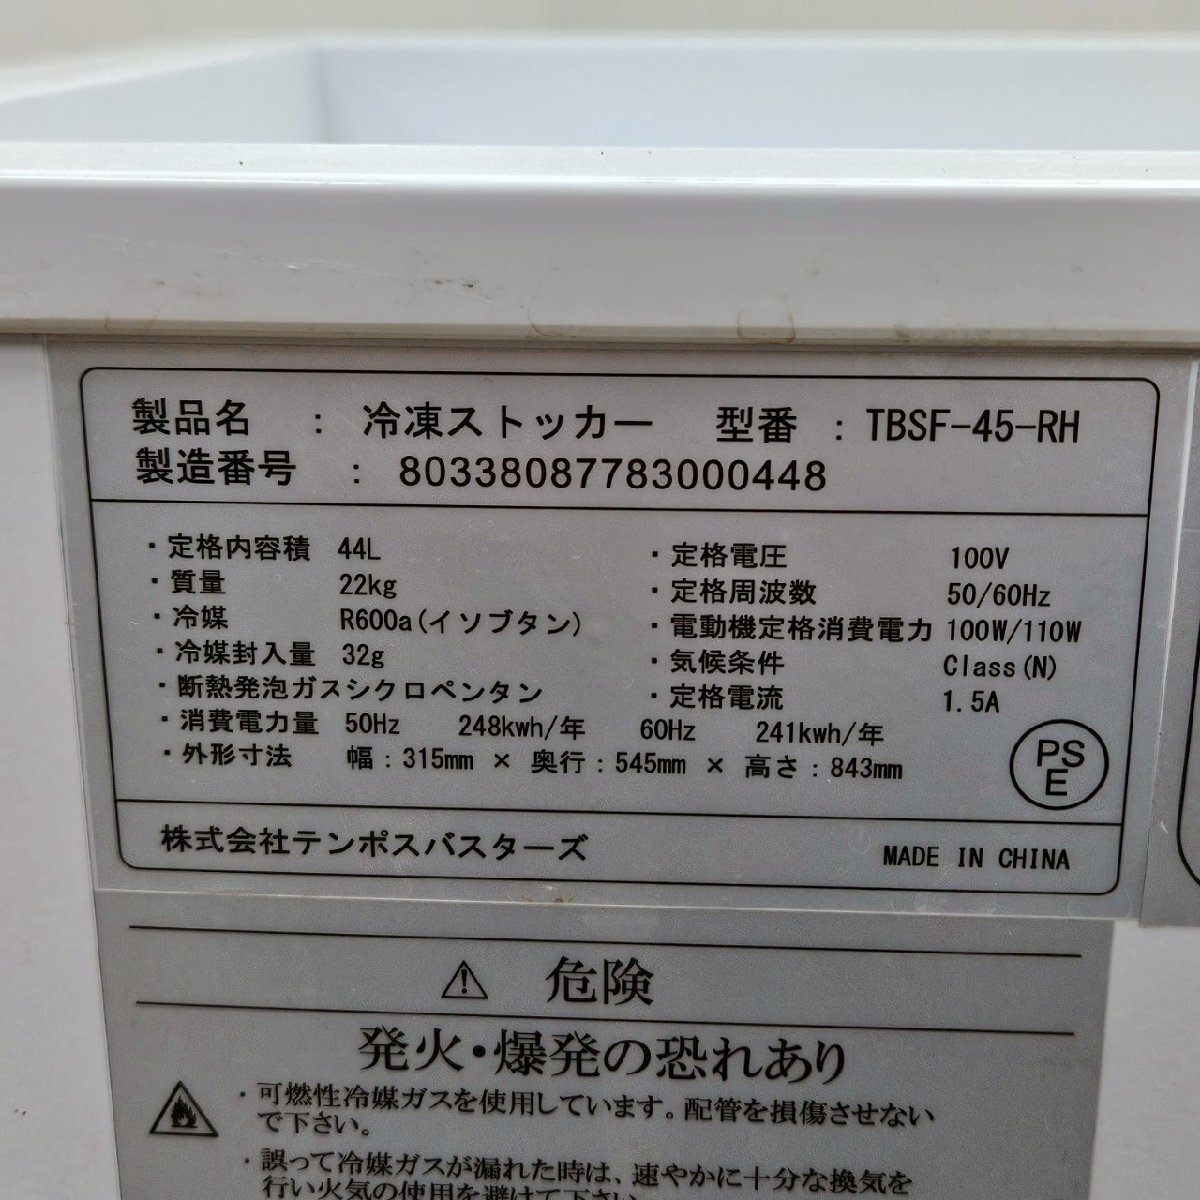 製品名 : 冷凍ストッカー 型番 : TBSF-45-RH
製造番号 : 80338087783000448
・定格内容積 44L ・定格電圧 100V
・質量 22kg ・定格周波数 50/60Hz
・冷媒 R600a(イソブタン) ・電動機定格消費電力 100W/110W
・冷媒封入量 32g ・気候条件 Class(N)
・断熱発泡ガスシクロペンタン ・定格電流 1.5A
・消費電力量 50Hz 248kwh/年 60Hz 241kwh/年
・外形寸法 幅：315mm × 奥行：545mm × 高さ：843mm
PS
E
株式会社テンポスバスターズ MADE IN CHINA
危険
発火・爆発の恐れあり
・可燃性冷媒ガスを使用しています。配管を損傷させない
で下さい。
・誤って冷媒ガスが漏れた時は、速やかに十分な換気を
行い火気の使用を避けて下さい。